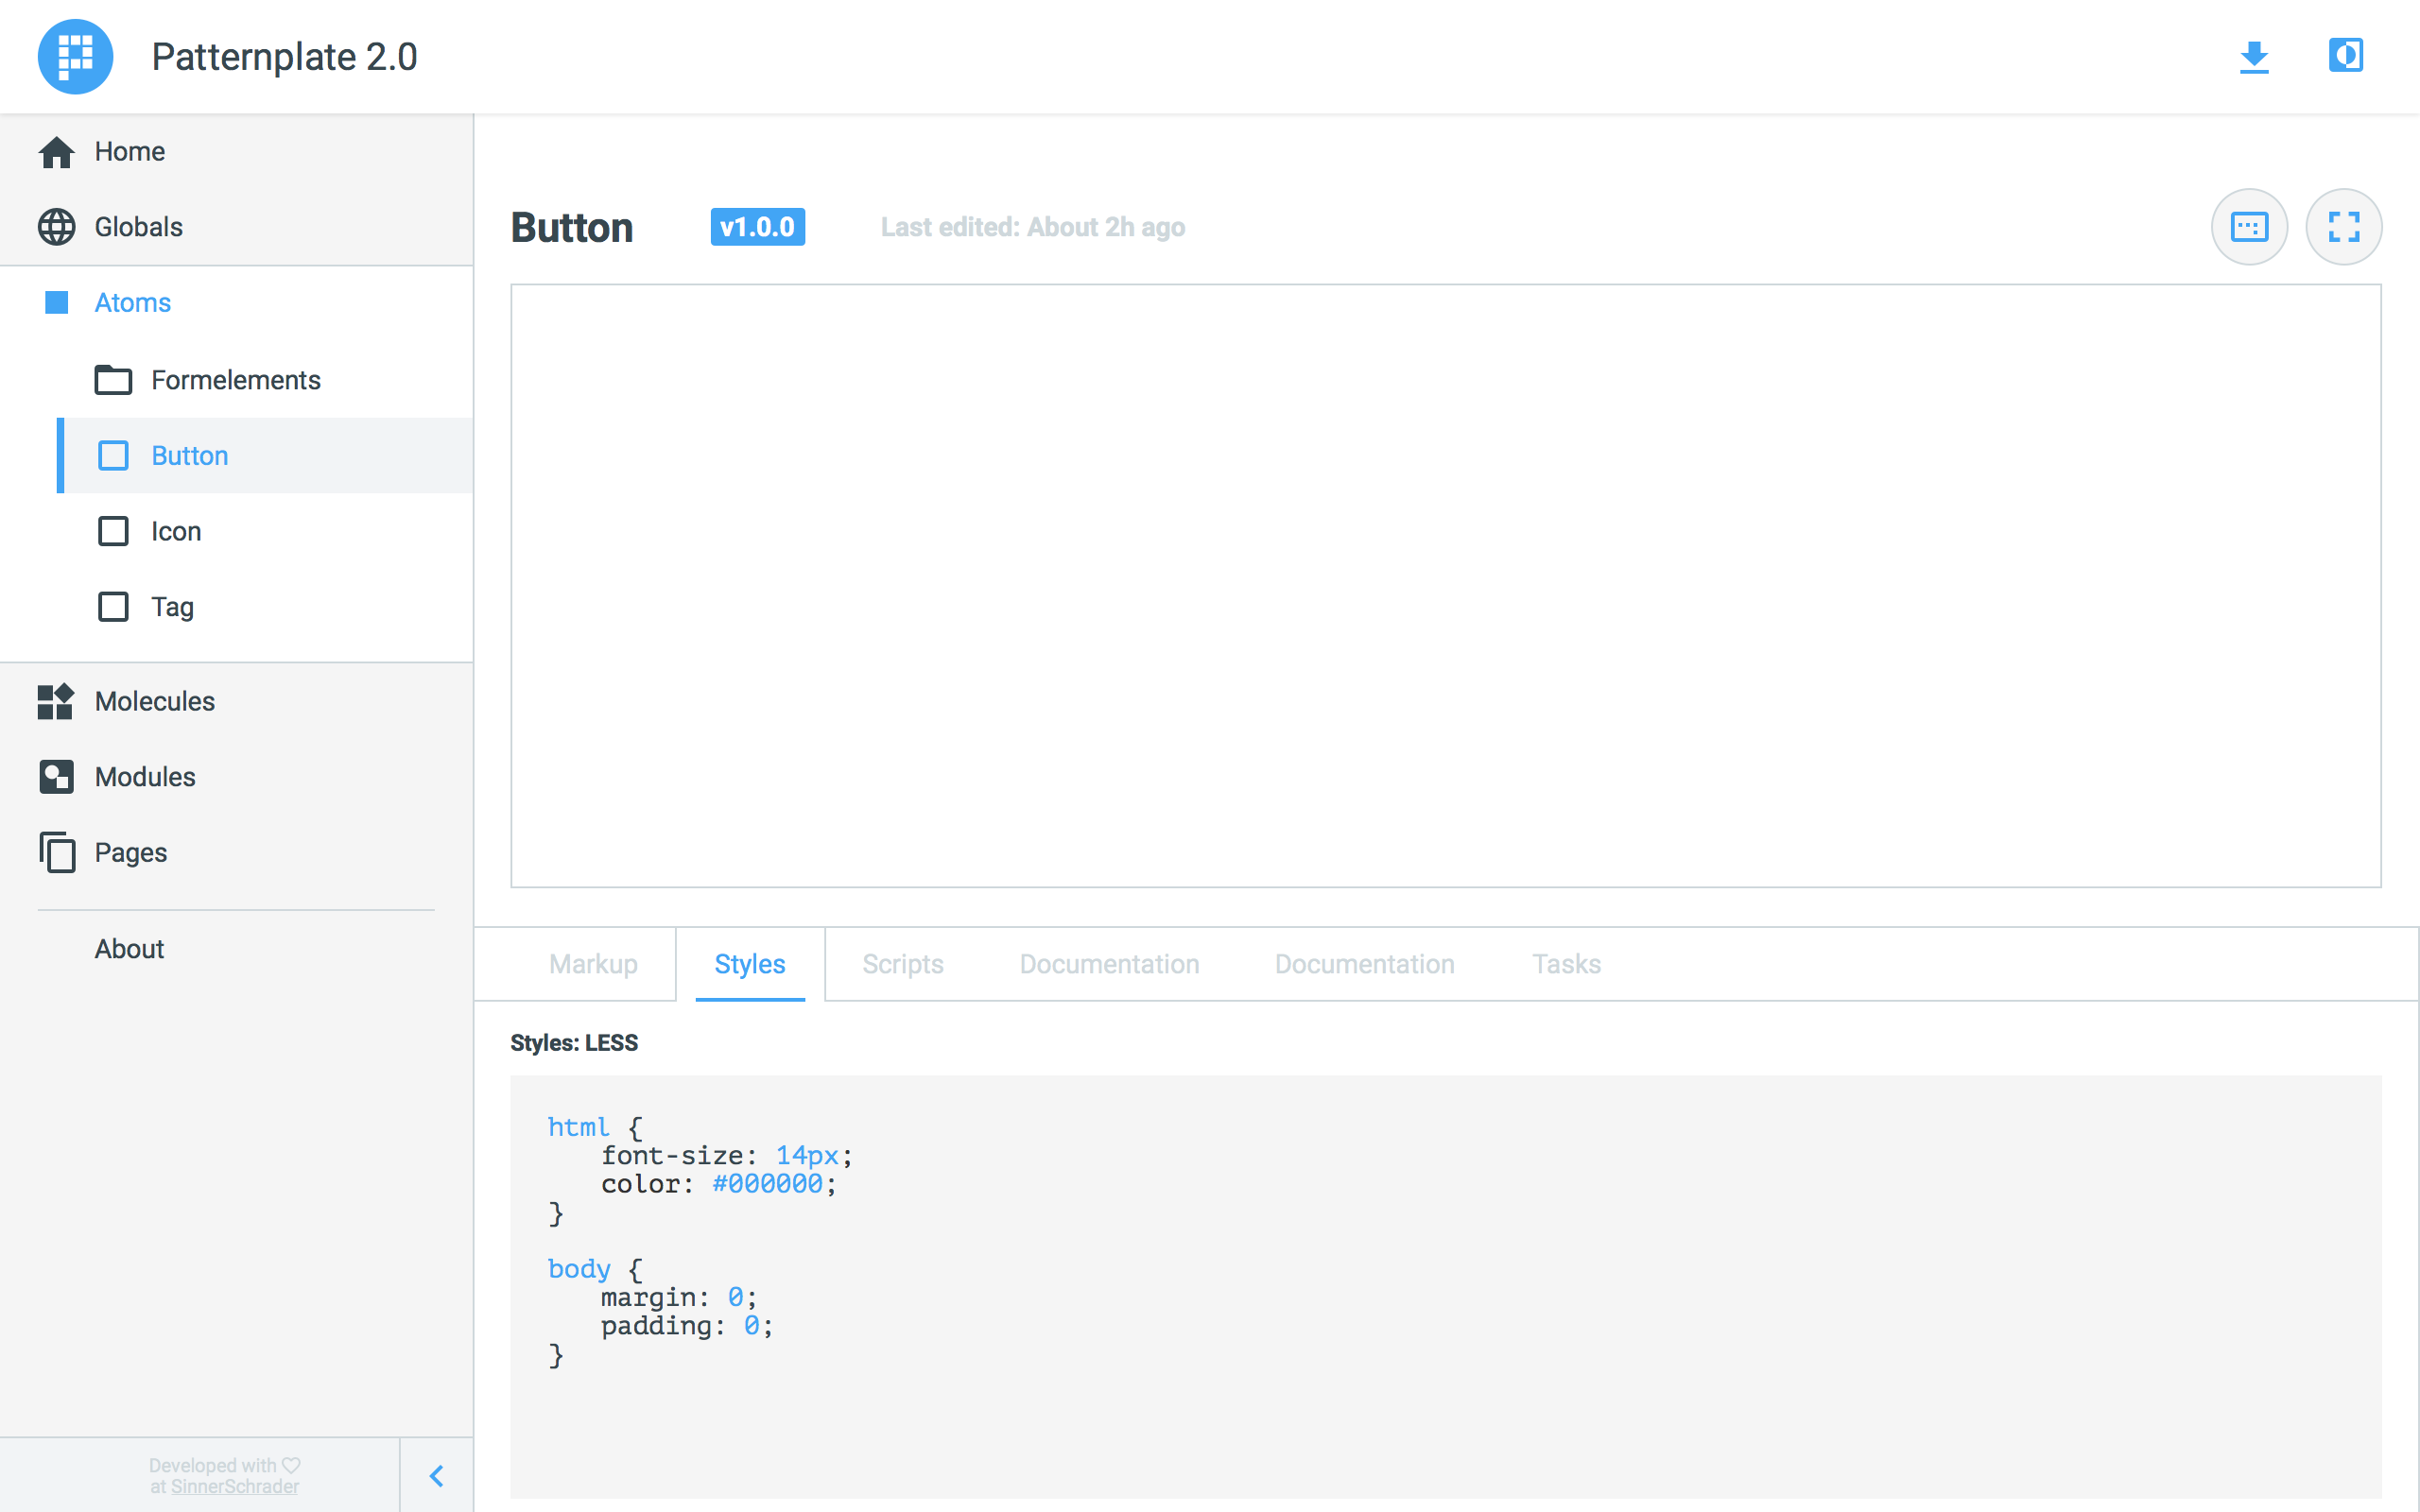 Patternplate 2.0
Home
Globals
Atoms
Formelements
Button
Icon
Tag
Molecules
Modules
Pages
About
Developed with
at SinnerSchrader
Button v1.0.0 Last edited: About 2h ago
Markup Styles Scripts Documentation Documentation Tasks
Styles: LESS
html {
    font-size: 14px;
    color: #000000;
}
body {
    margin: 0;
    padding: 0;
}